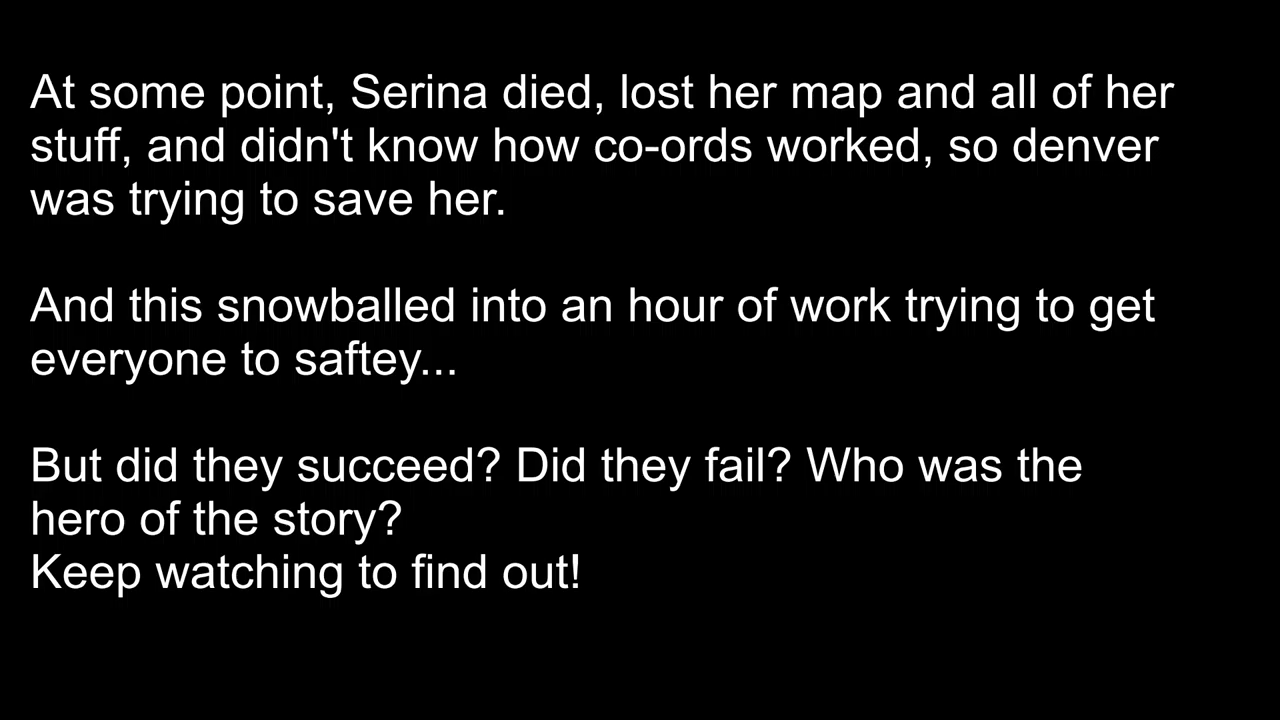 At some point, Serina died, lost her map and all of her
stuff, and didn't know how co-ords worked, so denver
was trying to save her.
And this snowballed into an hour of work trying to get
everyone to saftey...
But did they succeed? Did they fail? Who was the
hero of the story?
Keep watching to find out!